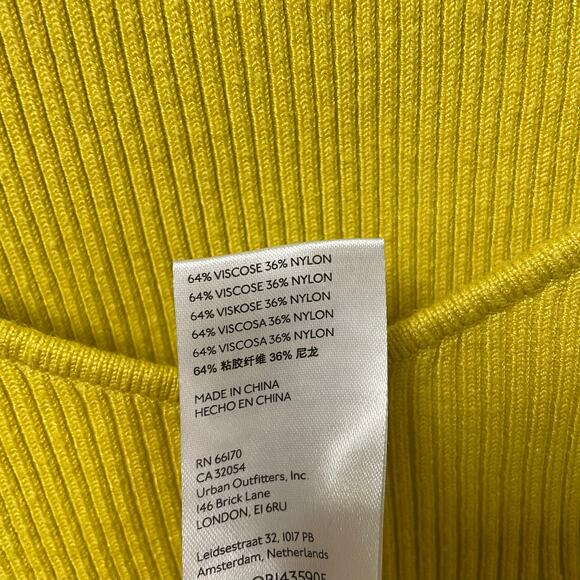 64% VISCOSE 36% NYLON
64% VISCOSE 36% NYLON
64% VISKOSE 36% NYLON
64% VISCOSA 36% NYLON
64% VISCOSA 36% NYLON
64% 粘胶纤维 36% 尼龙
MADE IN CHINA
HECHO EN CHINA
RN 66170
CA 32054
Urban Outfitters, Inc.
146 Brick Lane
LONDON, E1 6RU
Leidsestraat 32, 1017 PB
Amsterdam, Netherlands